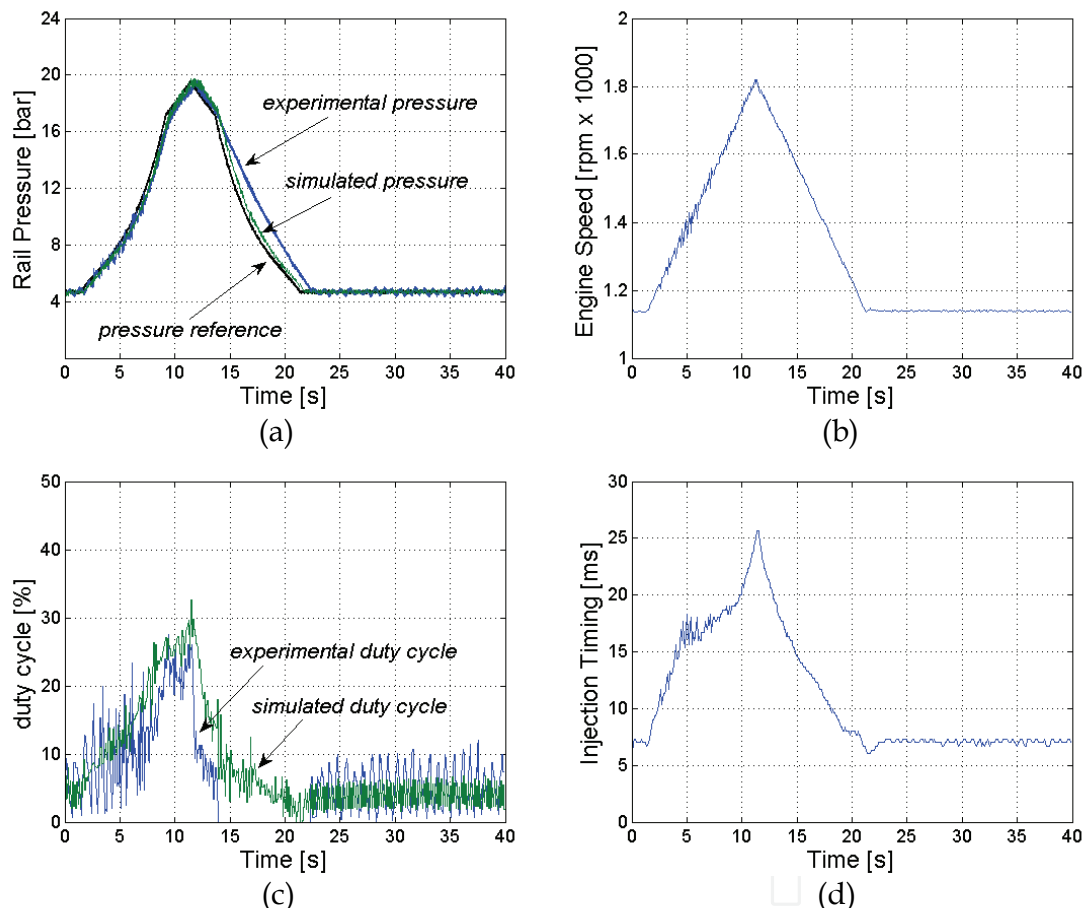 24
20
16
12
8
4
Rail Pressure [bar]
experimental pressure
simulated pressure
pressure reference
0 5 10 15 20 25 30 35 40
Time [s]
(a)
2
1.8
1.6
1.4
1.2
1
Engine Speed [rpm x 1000]
0 5 10 15 20 25 30 35 40
Time [s]
(b)
50
40
30
20
10
0
duty cycle [%]
experimental duty cycle
simulated duty cycle
0 5 10 15 20 25 30 35 40
Time [s]
(c)
30
25
20
15
10
5
0
Injection Timing [ms]
0 5 10 15 20 25 30 35 40
Time [s]
(d)